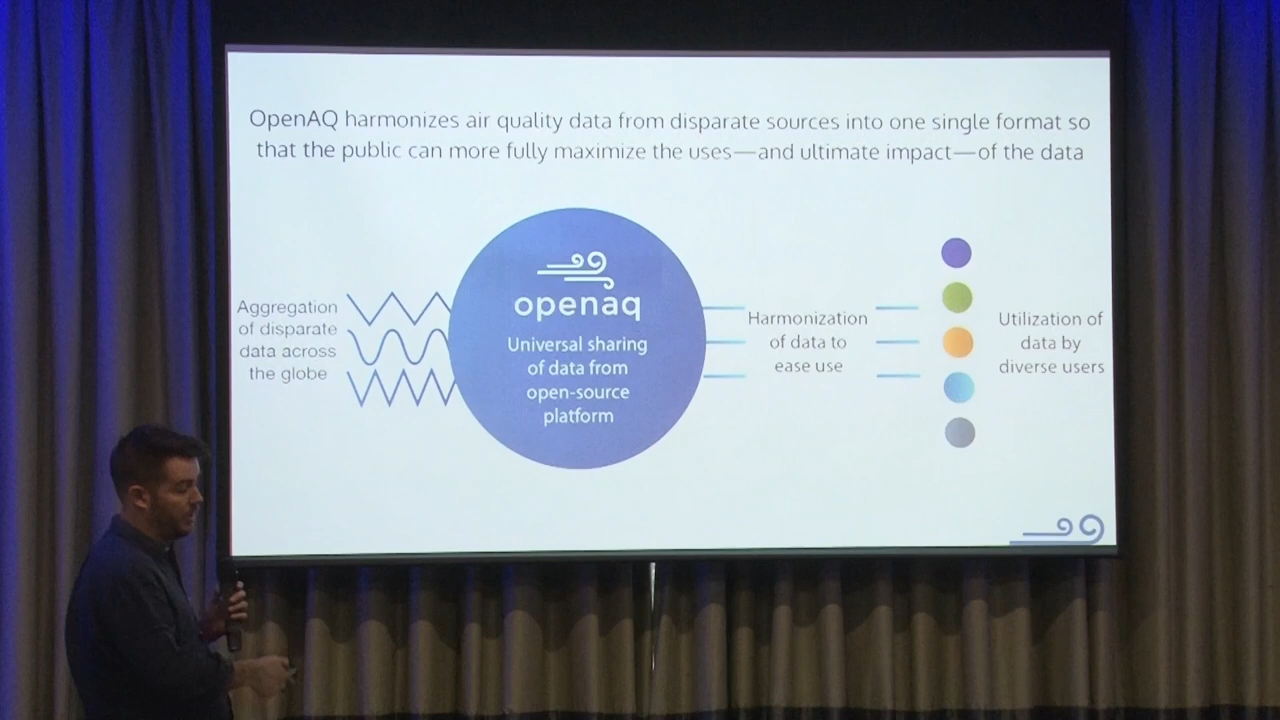 OpenAQ harmonizes air quality data from disparate sources into one single format so
that the public can more fully maximize the uses—and ultimate impact—of the data
Aggregation
of disparate
data across
the globe
openaq
Universal sharing
of data from
open-source
platform
Harmonization
of data to
ease use
Utilization of
data by
diverse users